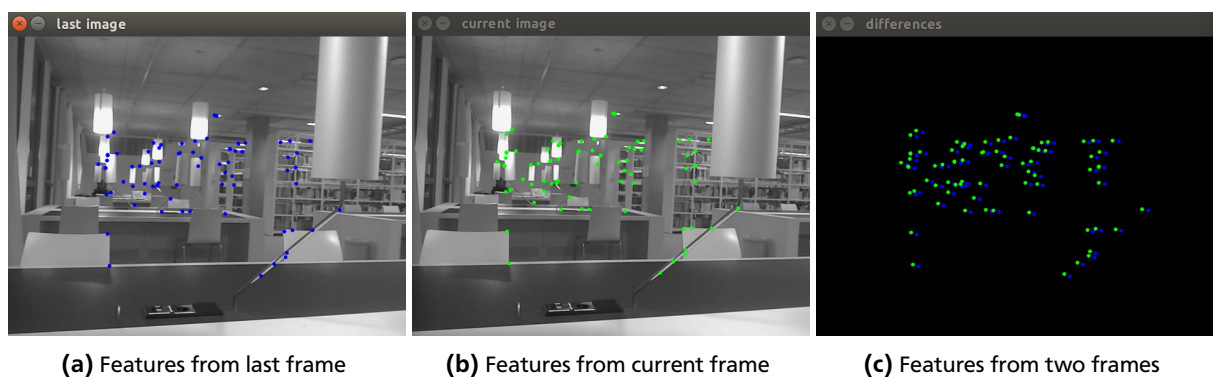 last image
current image
differences
(a) Features from last frame
(b) Features from current frame
(c) Features from two frames